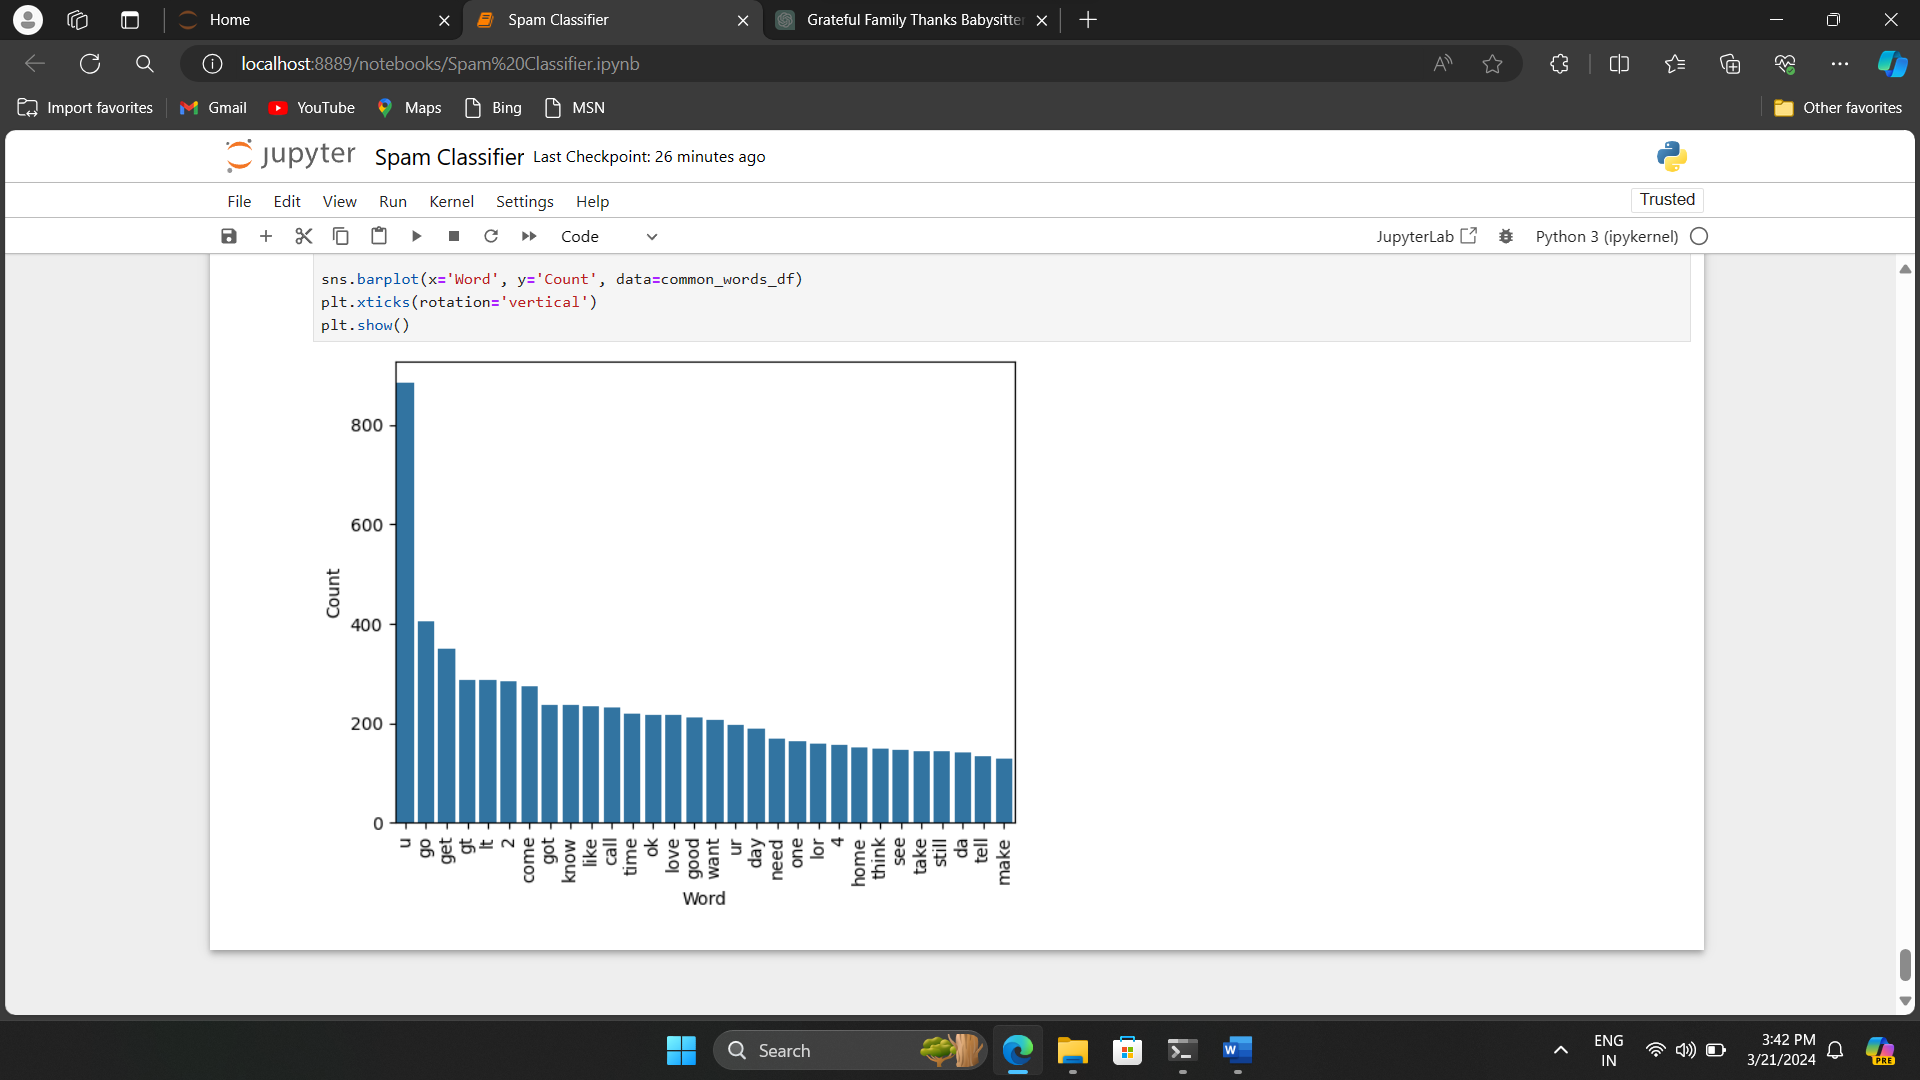 Home
Spam Classifier
Grateful Family Thanks Babysitter
localhost:8889/notebooks/Spam%20Classifier.ipynb
Import favorites
Gmail
YouTube
Maps
Bing
MSN
Other favorites
jupyter
Spam Classifier
Last Checkpoint: 26 minutes ago
File
Edit
View
Run
Kernel
Settings
Help
Trusted
Code
JupyterLab
Python 3 (ipykernel)
sns.barplot(x='Word', y='Count', data=common_words_df)
plt.xticks(rotation='vertical')
plt.show()
800
600
400
200
0
Count
u
go
get
gt
lt
2
come
got
know
like
call
time
ok
love
good
want
ur
day
need
one
lor
4
home
think
see
take
still
da
tell
make
Word
Search
ENG
IN
3:42 PM
3/21/2024
PRE